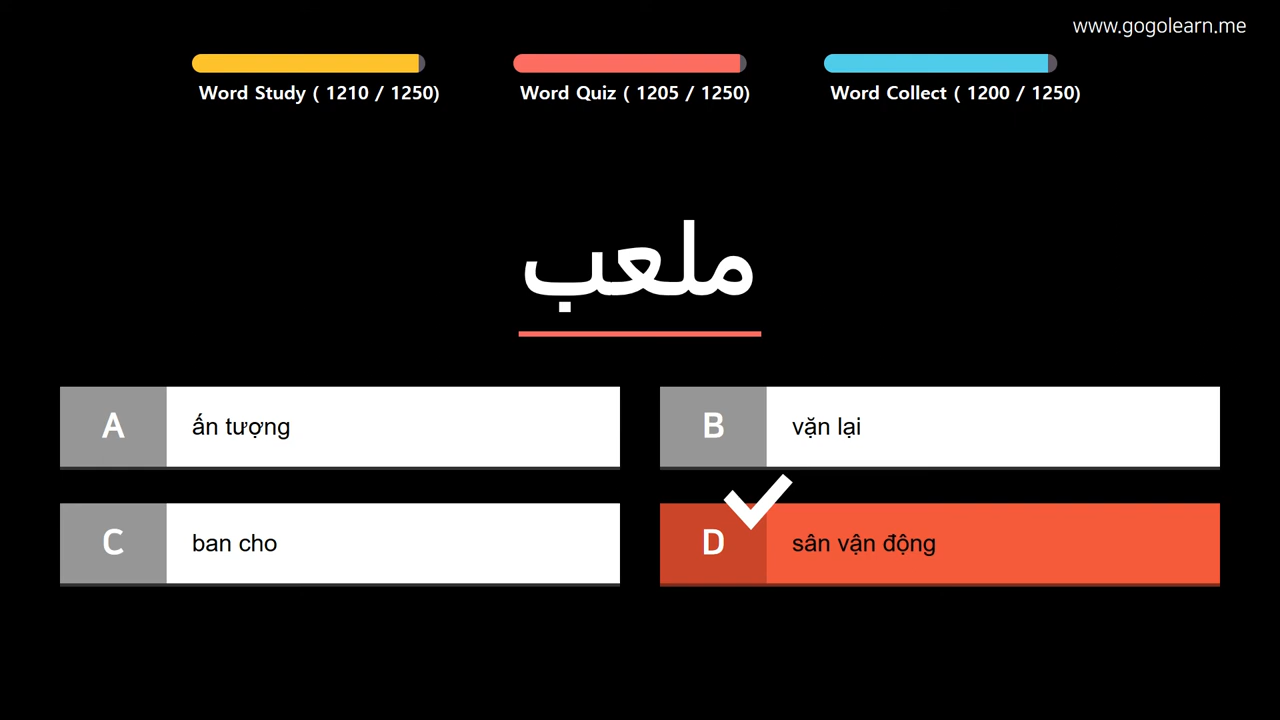 www.gogolearn.me
Word Study ( 1210 / 1250)
Word Quiz ( 1205 / 1250)
Word Collect ( 1200 / 1250)
ملعب
A
ấn tượng
B
vặn lại
C
ban cho
D
sân vận động